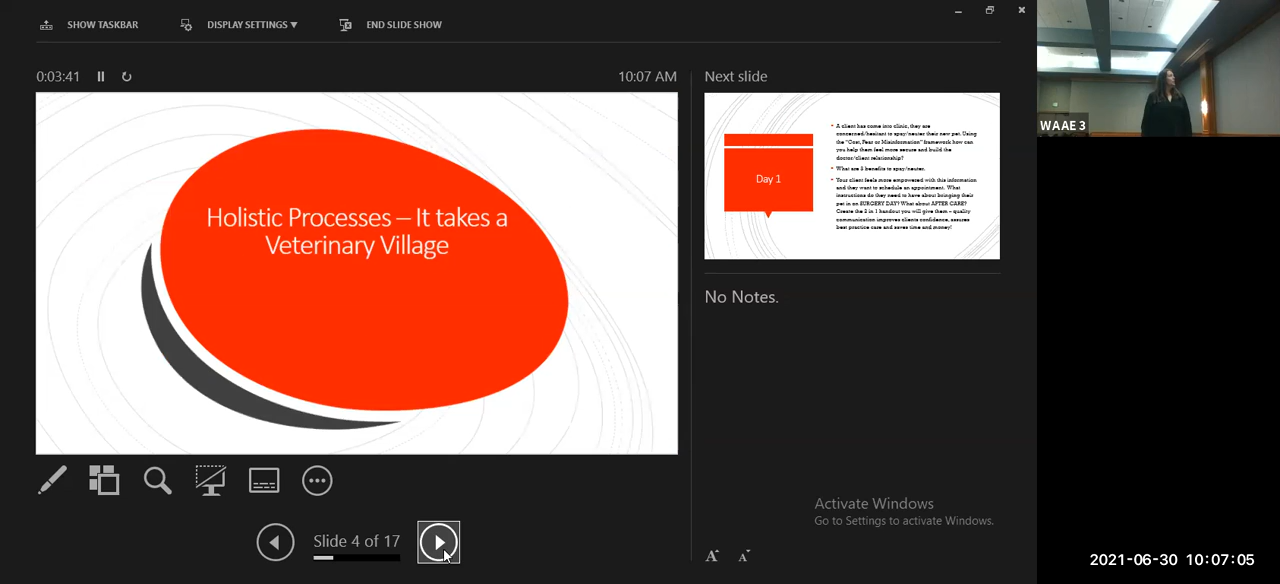 SHOW TASKBAR
DISPLAY SETTINGS
END SLIDE SHOW
0:03:41
10:07 AM
Next slide
Holistic Processes – It takes a
Veterinary Village
Day 1
A client has come into clinic, they are
concerned/hesitant to spay/neuter their new pet. Using
the "Cost, Fear or Misinformation" framework how can
you help them feel more secure and build the
doctor/client relationship?
What are 3 benefits to spay/neuter.
Your client feels more empowered with this information
and they want to schedule an appointment. What
instructions do they need to have about bringing their
pet in on SURGERY DAY? What about AFTER CARE?
Create the 2 in 1 handout you will give them – quality
communication improves clients confidence, assures
best practice care and saves time and money!
No Notes.
WAAE 3
Slide 4 of 17
A A
Activate Windows
Go to Settings to activate Windows.
2021-06-30 10:07:05